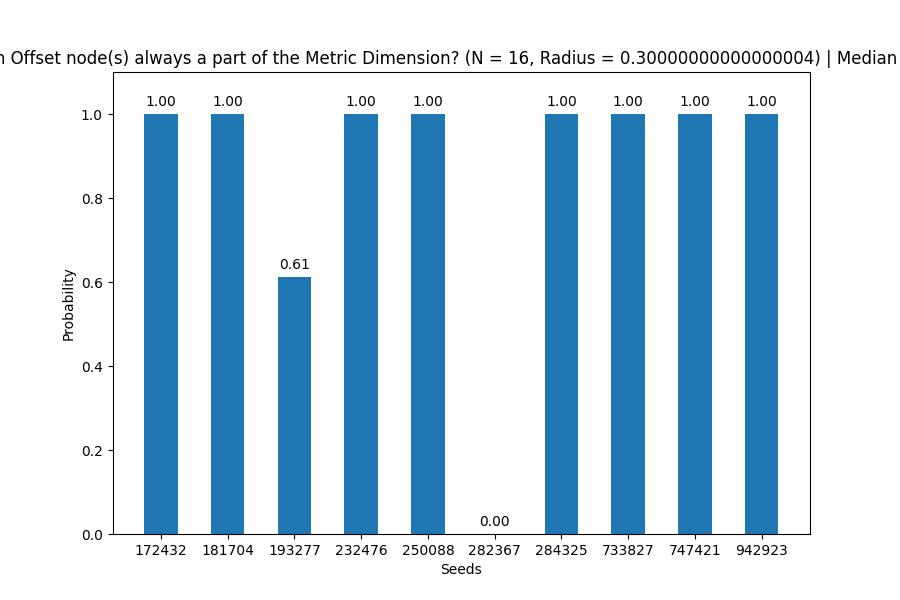 Offset node(s) always a part of the Metric Dimension? (N = 16, Radius = 0.30000000000000004) | Median
1.00 1.00 0.61 1.00 1.00 0.00 1.00 1.00 1.00 1.00
Probability
1.0
0.8
0.6
0.4
0.2
0.0
172432 181704 193277 232476 250088 282367 284325 733827 747421 942923
Seeds